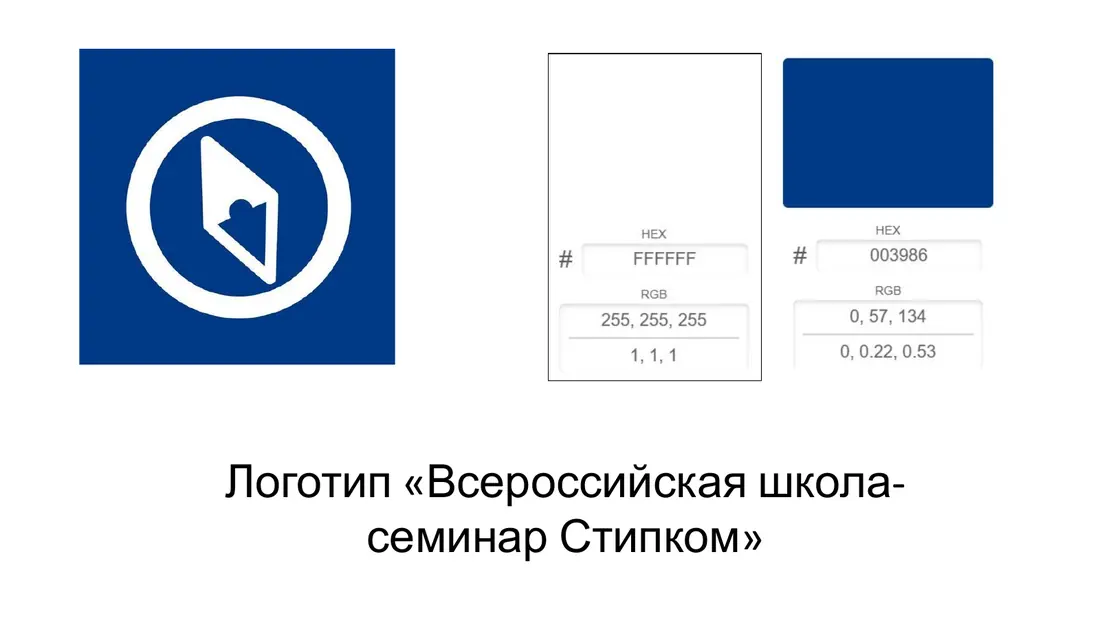 HEX
# FFFFFF
RGB
255, 255, 255
1, 1, 1
HEX
# 003986
RGB
0, 57, 134
0, 0.22, 0.53
Логотип «Всероссийская школа-
семинар Стипком»